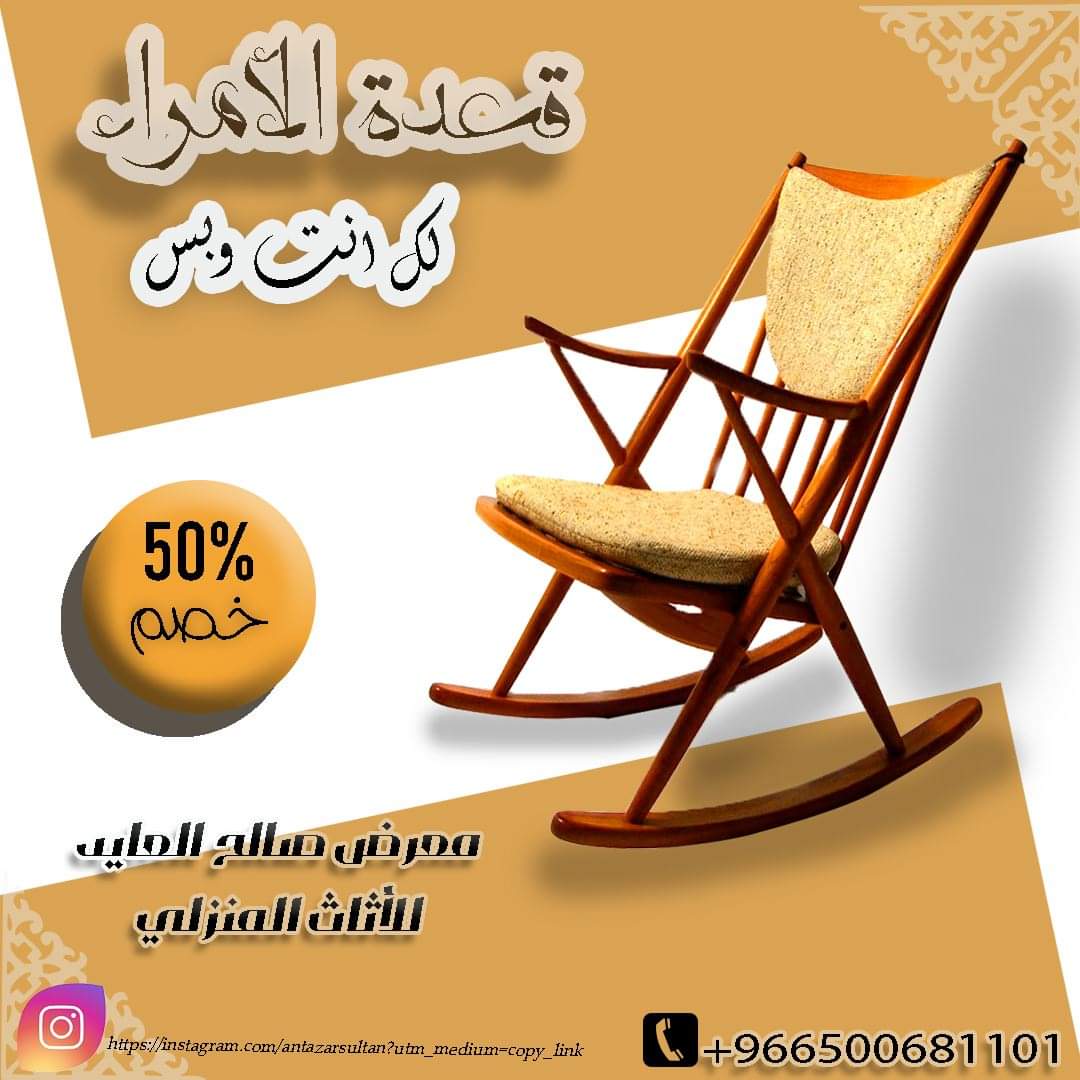 قعدة الأمراء
لك انت وبس
50%
خصم
معرض صالح العايب
للأثاث المنزلي
https://instagram.com/antazarsultan?utm_medium=copy_link
+966500681101